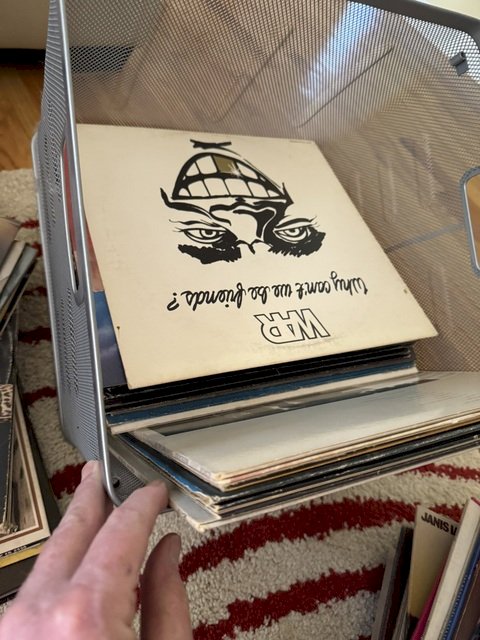 WAR
Why can't we be friends?
JANIS